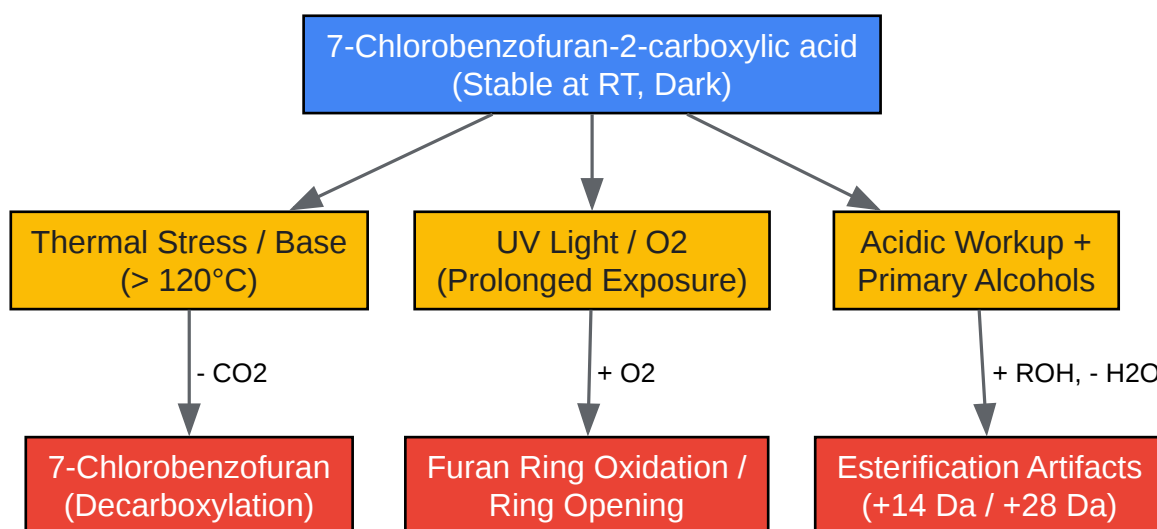 7-Chlorobenzofuran-2-carboxylic acid
(Stable at RT, Dark)
Thermal Stress / Base
(> 120°C)
UV Light / O2
(Prolonged Exposure)
Acidic Workup +
Primary Alcohols
- CO2
+ O2
+ ROH, - H2O
7-Chlorobenzofuran
(Decarboxylation)
Furan Ring Oxidation /
Ring Opening
Esterification Artifacts
(+14 Da / +28 Da)